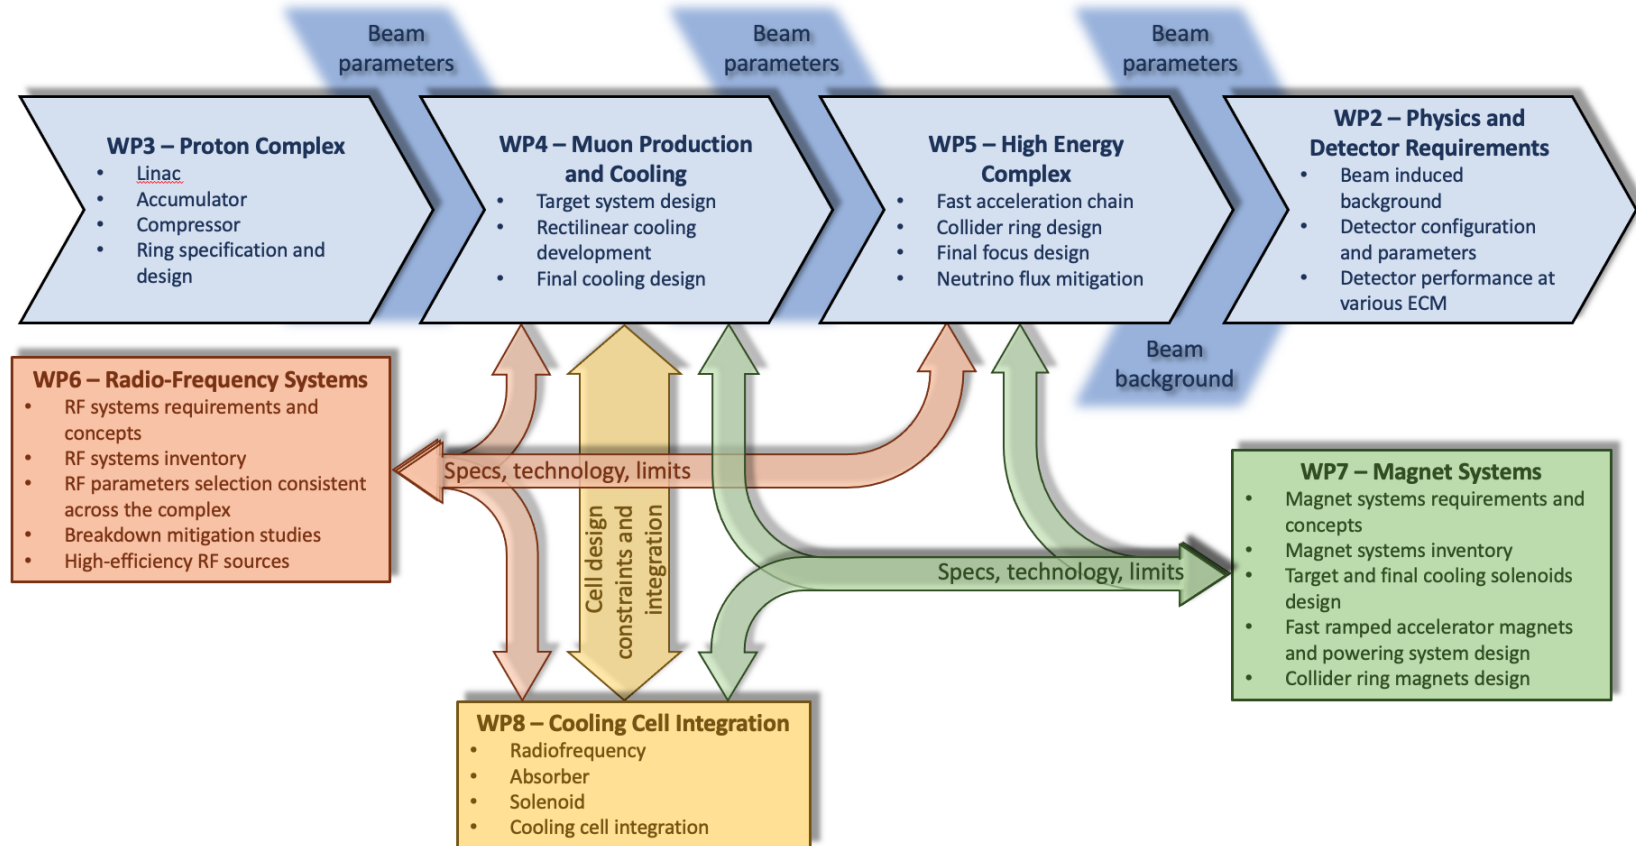 Beam
parameters
Beam
parameters
Beam
parameters
WP3 – Proton Complex
• Linac
• Accumulator
• Compressor
• Ring specification and
design
WP4 – Muon Production
and Cooling
• Target system design
• Rectilinear cooling
development
• Final cooling design
WP5 – High Energy
Complex
• Fast acceleration chain
• Collider ring design
• Final focus design
• Neutrino flux mitigation
WP2 – Physics and
Detector Requirements
• Beam induced
background
• Detector configuration
and parameters
• Detector performance at
various ECM
Beam
background
WP6 – Radio-Frequency Systems
• RF systems requirements and
concepts
• RF systems inventory
• RF parameters selection consistent
across the complex
• Breakdown mitigation studies
• High-efficiency RF sources
Specs, technology, limits
Cell design
constraints and
integration
Specs, technology, limits
WP7 – Magnet Systems
• Magnet systems requirements and
concepts
• Magnet systems inventory
• Target and final cooling solenoids
design
• Fast ramped accelerator magnets
and powering system design
• Collider ring magnets design
WP8 – Cooling Cell Integration
• Radiofrequency
• Absorber
• Solenoid
• Cooling cell integration